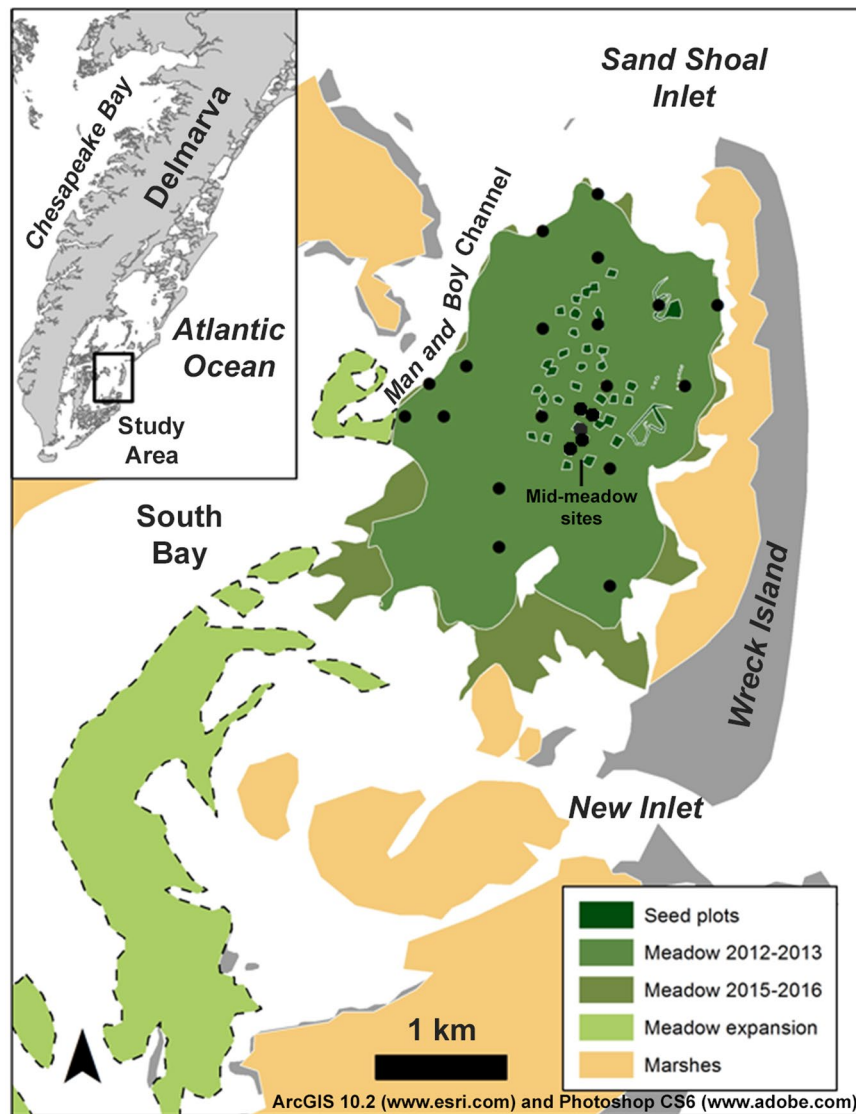 Sand Shoal
Inlet
Chesapeake Bay
Delmarva
Atlantic
Ocean
Study
Area
Man and Boy Channel
Mid-meadow
sites
South
Bay
Wreck Island
New Inlet
Seed plots
Meadow 2012-2013
Meadow 2015-2016
Meadow expansion
Marshes
1 km
ArcGIS 10.2 (www.esri.com) and Photoshop CS6 (www.adobe.com)